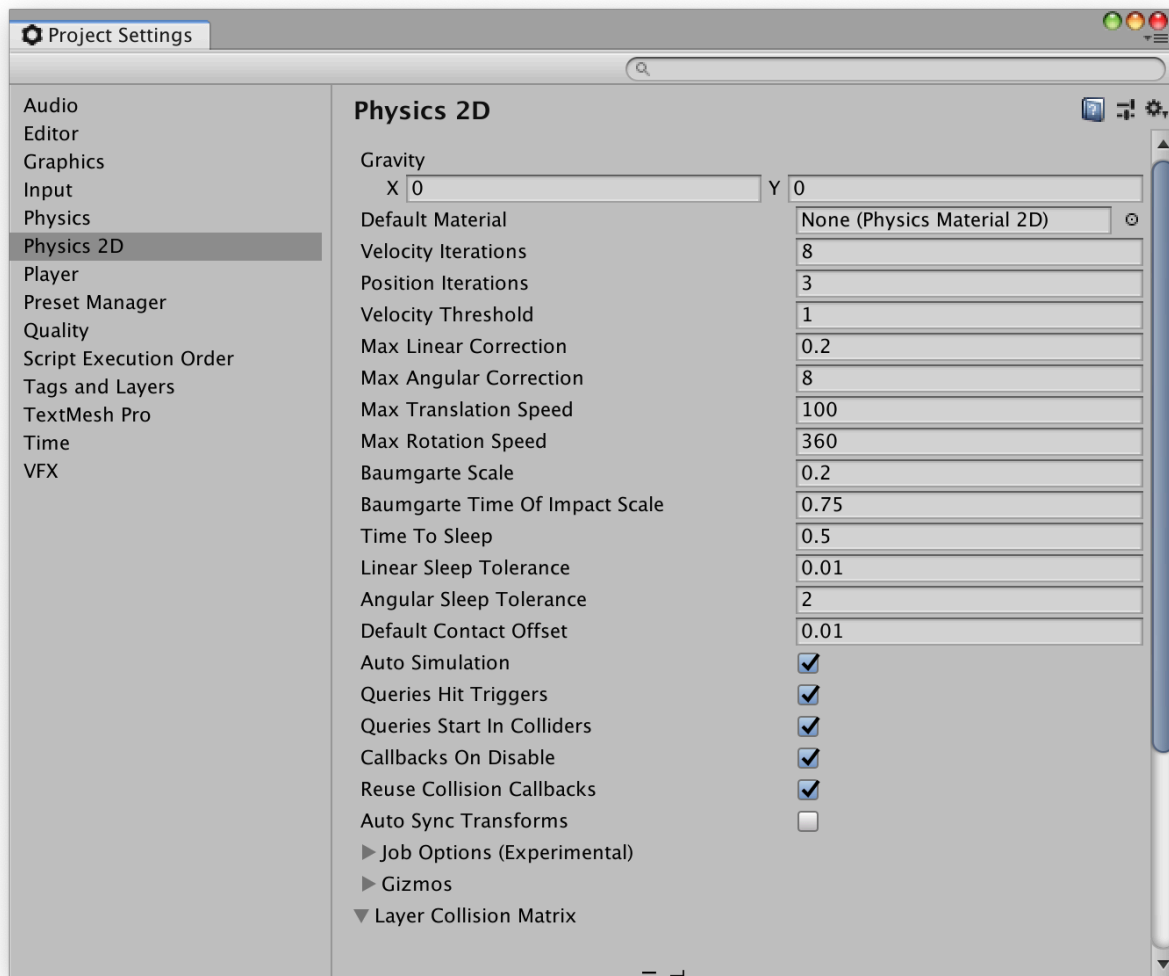 Project Settings
Audio
Editor
Graphics
Input
Physics
Physics 2D
Player
Preset Manager
Quality
Script Execution Order
Tags and Layers
TextMesh Pro
Time
VFX
Physics 2D
Gravity
X 0 Y 0
Default Material None (Physics Material 2D)
Velocity Iterations 8
Position Iterations 3
Velocity Threshold 1
Max Linear Correction 0.2
Max Angular Correction 8
Max Translation Speed 100
Max Rotation Speed 360
Baumgarte Scale 0.2
Baumgarte Time Of Impact Scale 0.75
Time To Sleep 0.5
Linear Sleep Tolerance 0.01
Angular Sleep Tolerance 2
Default Contact Offset 0.01
Auto Simulation
Queries Hit Triggers
Queries Start In Colliders
Callbacks On Disable
Reuse Collision Callbacks
Auto Sync Transforms
Job Options (Experimental)
Gizmos
Layer Collision Matrix